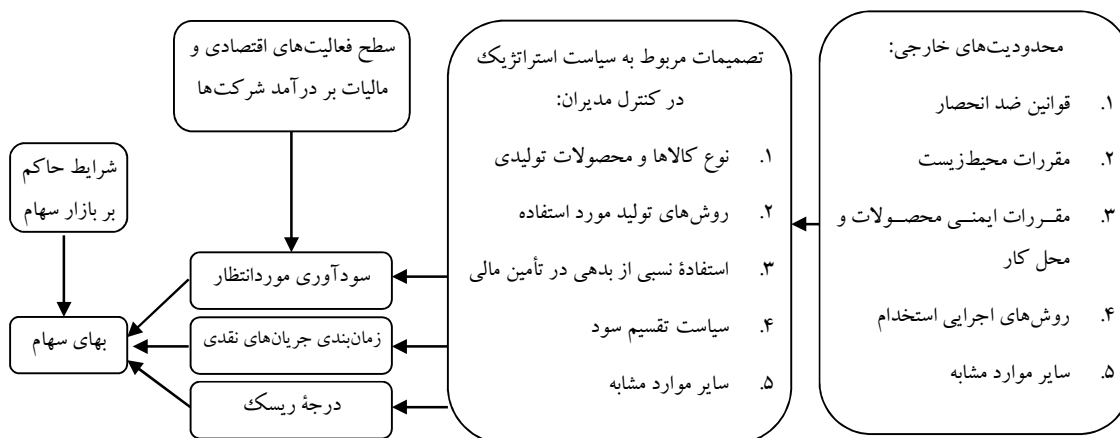 محدودیت‌های خارجی:
۱. قوانین ضد انحصار
۲. مقررات محیط‌زیست
۳. مقـررات ایمنـی محصـولات و
محل کار
۴. روش‌های اجرایی استخدام
۵. سایر موارد مشابه
تصمیمات مربوط به سیاست استراتژیک
در کنترل مدیران:
۱. نوع کالاها و محصولات تولیدی
۲. روش‌های تولید مورد استفاده
۳. استفادهٔ نسبی از بدهی در تأمین مالی
۴. سیاست تقسیم سود
۵. سایر موارد مشابه
سطح فعالیت‌های اقتصادی و
مالیات بر درآمد شرکت‌ها
سودآوری موردانتظار
زمان‌بندی جریان‌های نقدی
درجهٔ ریسک
شرایط حاکم
بر بازار سهام
بهای سهام